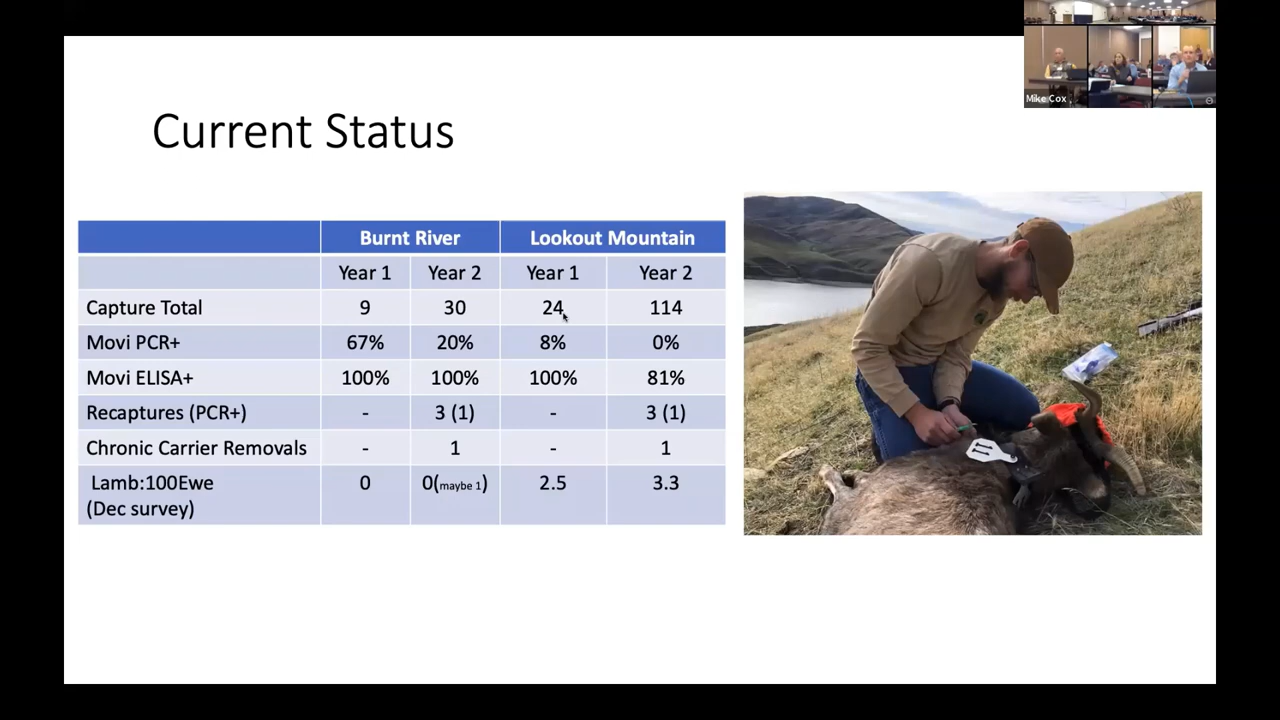 Mike Cox
Current Status
Burnt River Lookout Mountain
Year 1 Year 2 Year 1 Year 2
Capture Total 9 30 24 114
Movi PCR+ 67% 20% 8% 0%
Movi ELISA+ 100% 100% 100% 81%
Recaptures (PCR+) - 3 (1) - 3 (1)
Chronic Carrier Removals - 1 - 1
Lamb:100Ewe 0 0(maybe 1) 2.5 3.3
(Dec survey)
11